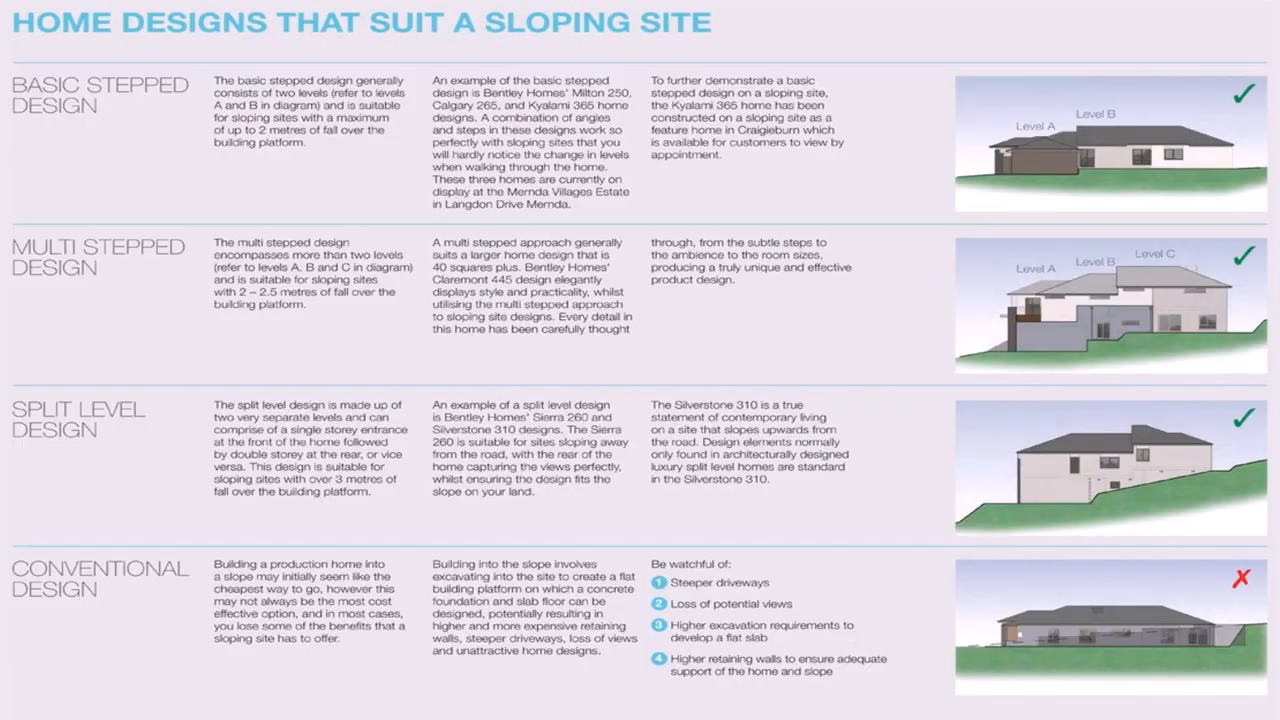 HOME DESIGNS THAT SUIT A SLOPING SITE
BASIC STEPPED
DESIGN
The basic stepped design generally
consists of two levels (refer to levels
A and B in diagram) and is suitable
for sloping sites with a maximum
of up to 2 metres of fall over the
building platform.
An example of the basic stepped
design is Bentley Homes' Milton 250,
Calgary 265, and Kyalami 365 home
designs. A combination of angles
and steps in these designs work so
perfectly with sloping sites that you
will hardly notice the change in levels
when walking through the home.
These three homes are currently on
display at the Mernda Villages Estate
in Langdon Drive Mernda.
To further demonstrate a basic
stepped design on a sloping site,
the Kyalami 365 home has been
constructed on a sloping site as a
feature home in Craigieburn which
is available for customers to view by
appointment.
Level A
Level B
MULTI STEPPED
DESIGN
The multi stepped design
encompasses more than two levels
(refer to levels A, B and C in diagram)
and is suitable for sloping sites
with 2 – 2.5 metres of fall over the
building platform.
A multi stepped approach generally
suits a larger home design that is
40 squares plus. Bentley Homes'
Claremont 445 design elegantly
displays style and practicality, whilst
utilising the multi stepped approach
to sloping site designs. Every detail in
this home has been carefully thought
through, from the subtle steps to
the ambience to the room sizes,
producing a truly unique and effective
product design.
Level A
Level B
Level C
SPLIT LEVEL
DESIGN
The split level design is made up of
two very separate levels and can
comprise of a single storey entrance
at the front of the home followed
by double storey at the rear, or vice
versa. This design is suitable for
sloping sites with over 3 metres of
fall over the building platform.
An example of a split level design
is Bentley Homes' Sierra 260 and
Silverstone 310 designs. The Sierra
260 is suitable for sites sloping away
from the road, with the rear of the
home capturing the views perfectly,
whilst ensuring the design fits the
slope on your land.
The Silverstone 310 is a true
statement of contemporary living
on a site that slopes upwards from
the road. Design elements normally
only found in architecturally designed
luxury split level homes are standard
in the Silverstone 310.
CONVENTIONAL
DESIGN
Building a production home into
a slope may initially seem like the
cheapest way to go, however this
may not always be the most cost
effective option, and in most cases,
you lose some of the benefits that a
sloping site has to offer.
Building into the slope involves
excavating into the site to create a flat
building platform on which a concrete
foundation and slab floor can be
designed, potentially resulting in
higher and more expensive retaining
walls, steeper driveways, loss of views
and unattractive home designs.
Be watchful of:
1 Steeper driveways
2 Loss of potential views
3 Higher excavation requirements to
develop a flat slab
4 Higher retaining walls to ensure adequate
support of the home and slope